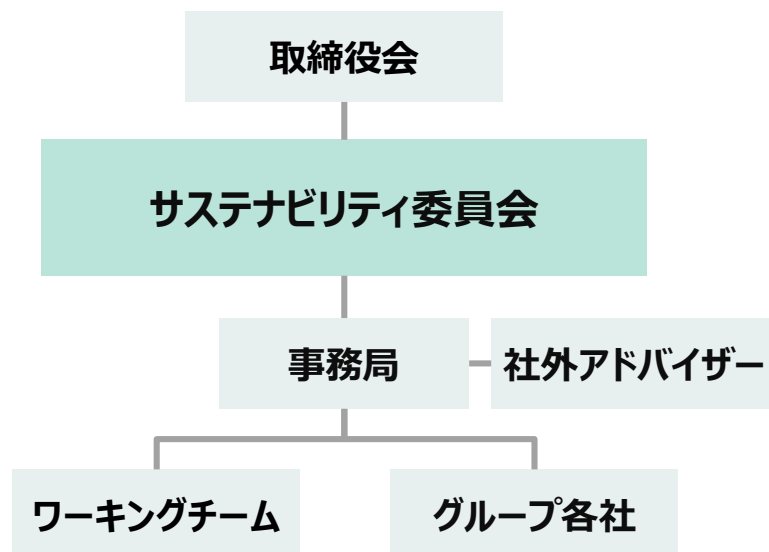 取締役会
サステナビリティ委員会
事務局
社外アドバイザー
ワーキングチーム
グループ各社